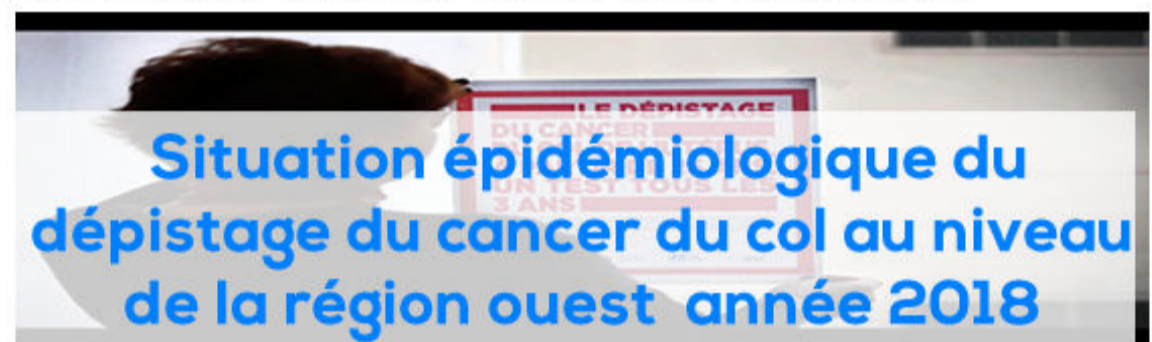 Situation épidémiologique du
dépistage du cancer du col au niveau
de la région ouest année 2018
LE DÉPISTAGE
DU CANCER
UN TEST TOUS LES
3 ANS